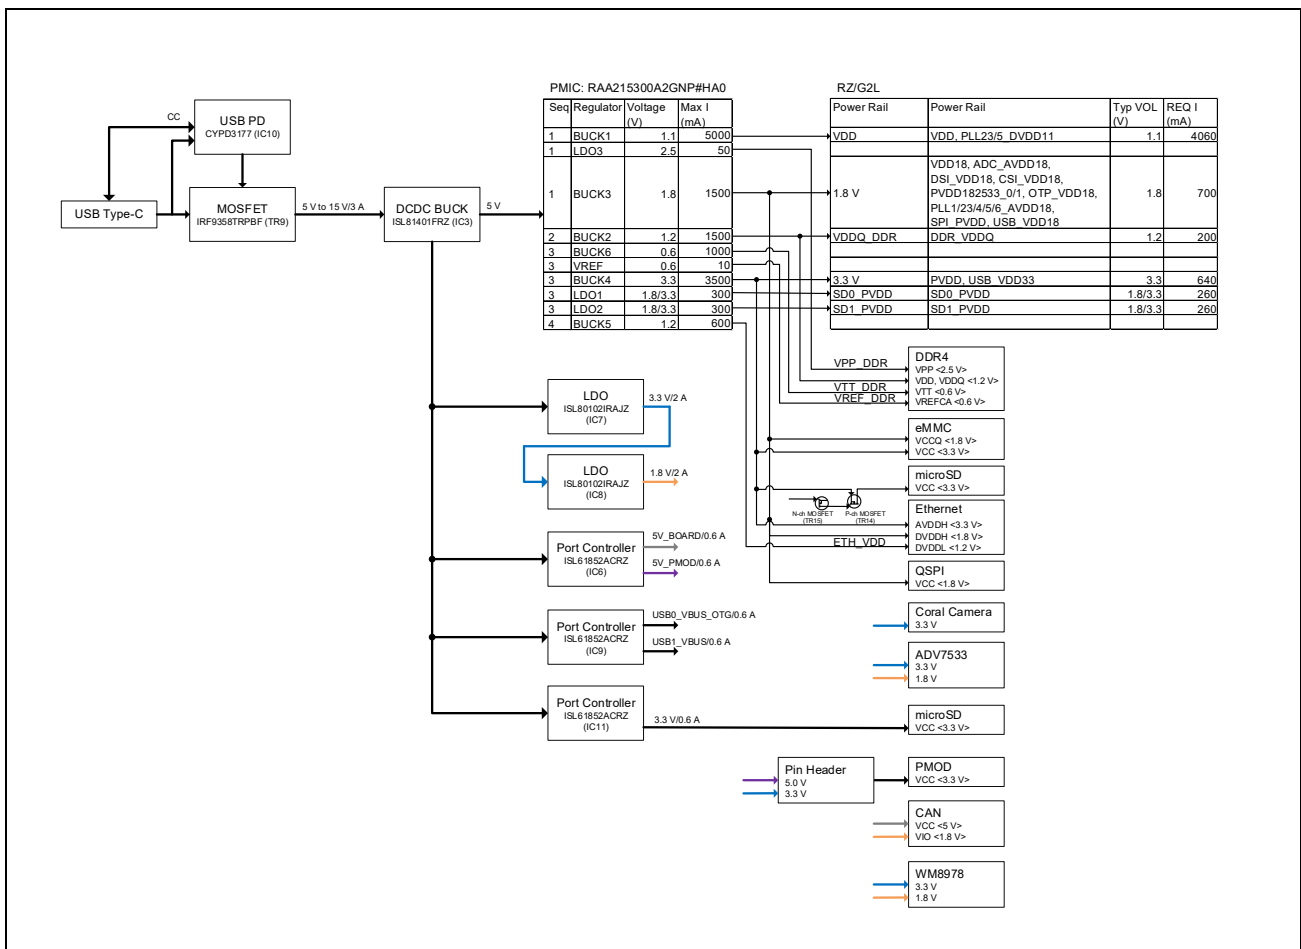 PMIC: RAA215300A2GNP#HA0
RZ/G2L
Seq Regulator Voltage (V) Max I (mA)
1 BUCK1 1.1 5000
1 LDO3 2.5 50
1 BUCK3 1.8 1500
2 BUCK2 1.2 1500
3 BUCK6 0.6 1000
3 VREF 0.6 10
3 BUCK4 3.3 3500
3 LDO1 1.8/3.3 300
3 LDO2 1.8/3.3 300
4 BUCK5 1.2 600
Power Rail Power Rail Typ VOL (V) REQ I (mA)
VDD VDD, PLL23/5_DVDD11 1.1 4060
1.8 V VDD18, ADC_AVDD18,
DSI_VDD18, CSI_VDD18,
PVDD182533_0/1, OTP_VDD18,
PLL1/23/4/5/6_AVDD18,
SPI_PVDD, USB_VDD18 1.8 700
VDDQ_DDR DDR_VDDQ 1.2 200
3.3 V PVDD, USB_VDD33 3.3 640
SD0_PVDD SD0_PVDD 1.8/3.3 260
SD1_PVDD SD1_PVDD 1.8/3.3 260
CC
USB PD
CYPD3177 (IC10)
USB Type-C
MOSFET
IRF9358TRPBF (TR9)
5 V to 15 V/3 A
DCDC BUCK
ISL81401FRZ (IC3)
5 V
LDO
ISL80102IRAJZ
(IC7)
3.3 V/2 A
LDO
ISL80102IRAJZ
(IC8)
1.8 V/2 A
Port Controller
ISL61852ACRZ
(IC6)
5V_BOARD/0.6 A
5V_PMOD/0.6 A
Port Controller
ISL61852ACRZ
(IC9)
USB0_VBUS_OTG/0.6 A
USB1_VBUS/0.6 A
Port Controller
ISL61852ACRZ
(IC11)
3.3 V/0.6 A
VPP_DDR
VTT_DDR
VREF_DDR
DDR4
VPP <2.5 V>
VDD, VDDQ <1.2 V>
VTT <0.6 V>
VREFCA <0.6 V>
eMMC
VCCQ <1.8 V>
VCC <3.3 V>
microSD
VCC <3.3 V>
N-ch MOSFET
(TR15)
P-ch MOSFET
(TR14)
ETH_VDD
Ethernet
AVDDH <3.3 V>
DVDDH <1.8 V>
DVDDL <1.2 V>
QSPI
VCC <1.8 V>
Coral Camera
3.3 V
ADV7533
3.3 V
1.8 V
microSD
VCC <3.3 V>
Pin Header
5.0 V
3.3 V
PMOD
VCC <3.3 V>
CAN
VCC <5 V>
VIO <1.8 V>
WM8978
3.3 V
1.8 V